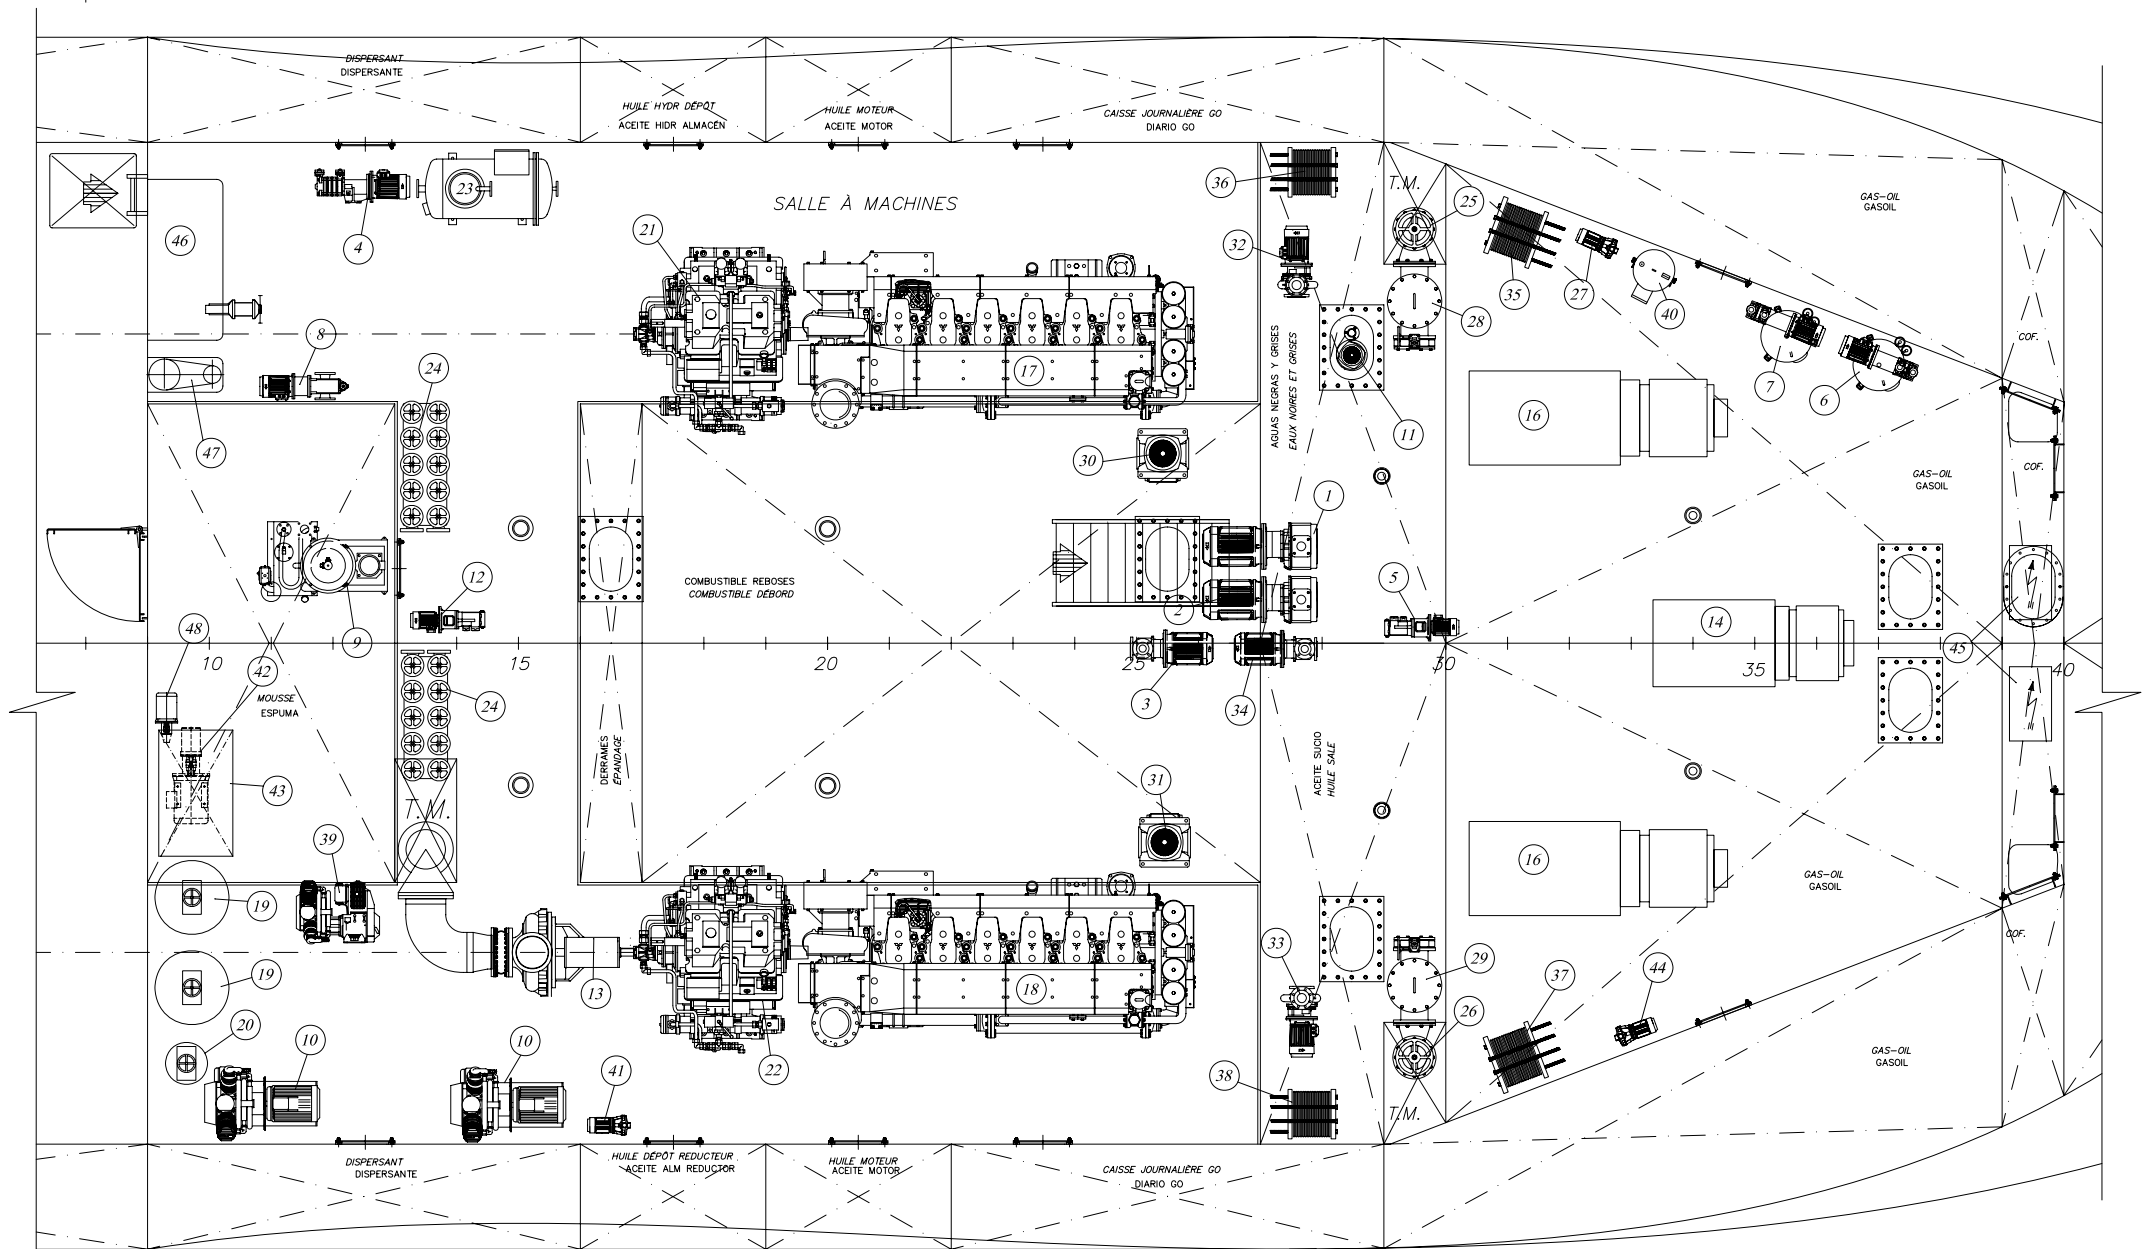 DISPERSANT
DISPERSANTE
HUILE HYDR DÉPÔT
ACEITE HIDR ALMACÉN
HUILE MOTEUR
ACEITE MOTOR
CAISSE JOURNALIÈRE GO
DIARIO GO
SALLE À MACHINES
T.M.
GAS-OIL
GASOIL
46
4
23
21
36
32
25
35
27
40
28
7
6
8
24
47
17
30
11
16
AGUAS NEGRAS Y GRISES
EAUX NOIRES ET GRISES
COF.
COF.
GAS-OIL
GASOIL
COMBUSTIBLE REBOSES
COMBUSTIBLE DÉBORD
1
2
12
9
5
14
45
48
42
10
15
20
25
30
35
40
3
34
24
MOUSSE
ESPUMA
DERRAMES
ÉPANDAGE
ACEITE SUCIO
HUILE SALE
43
T.M.
31
39
16
GAS-OIL
GASOIL
19
COF.
19
13
18
33
29
37
44
20
10
10
41
22
26
38
T.M.
GAS-OIL
GASOIL
DISPERSANT
DISPERSANTE
HUILE DÉPÔT REDUCTEUR
ACEITE ALM REDUCTOR
HUILE MOTEUR
ACEITE MOTOR
CAISSE JOURNALIÈRE GO
DIARIO GO